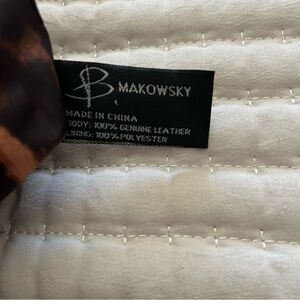 B. MAKOWSKY
MADE IN CHINA
BODY: 100% GENUINE LEATHER
LINING: 100% POLYESTER